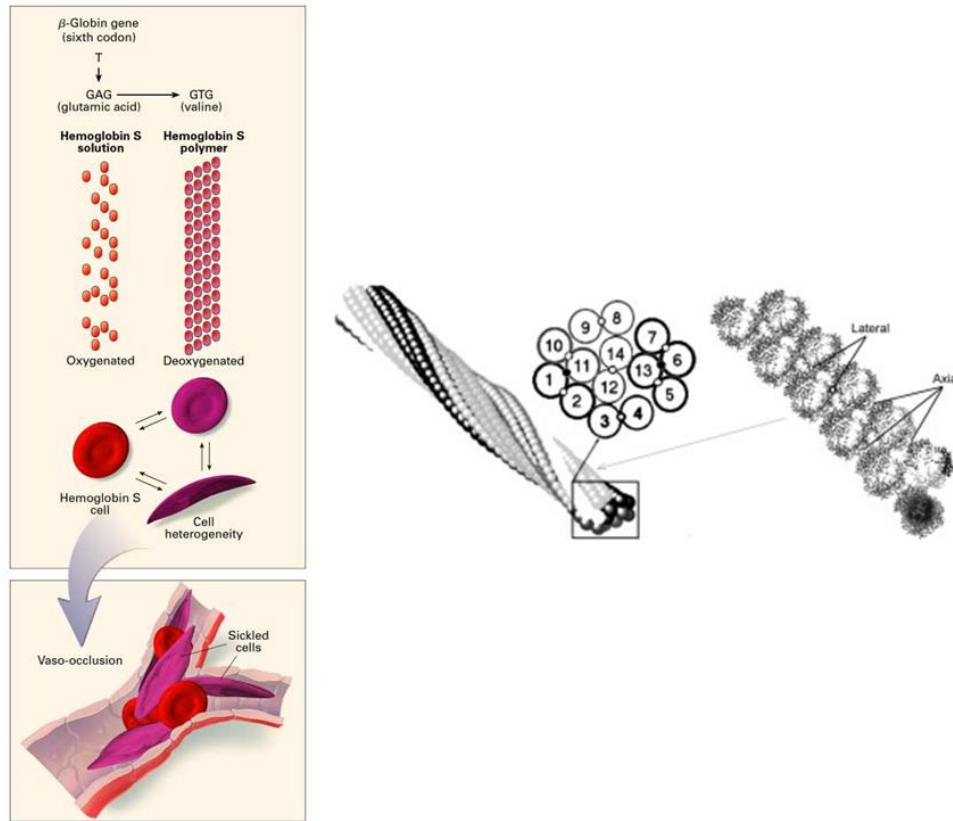 β-Globin gene
(sixth codon)
T
GAG
(glutamic acid)
GTG
(valine)
Hemoglobin S
solution
Hemoglobin S
polymer
Oxygenated
Deoxygenated
Hemoglobin S
cell
Cell
heterogeneity
Vaso-occlusion
Sickled
cells
9 8
10 14 7
1 11 13 6
2 12 5
3 4
Lateral
Axia